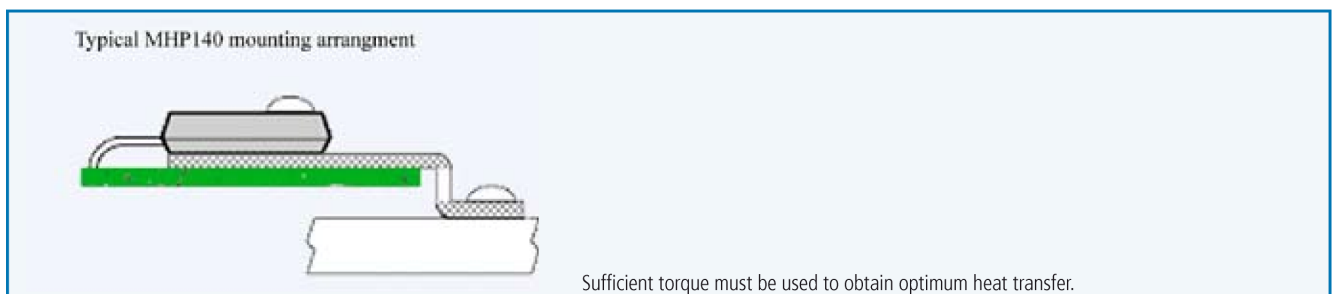 Typical MHP140 mounting arrangment
Sufficient torque must be used to obtain optimum heat transfer.